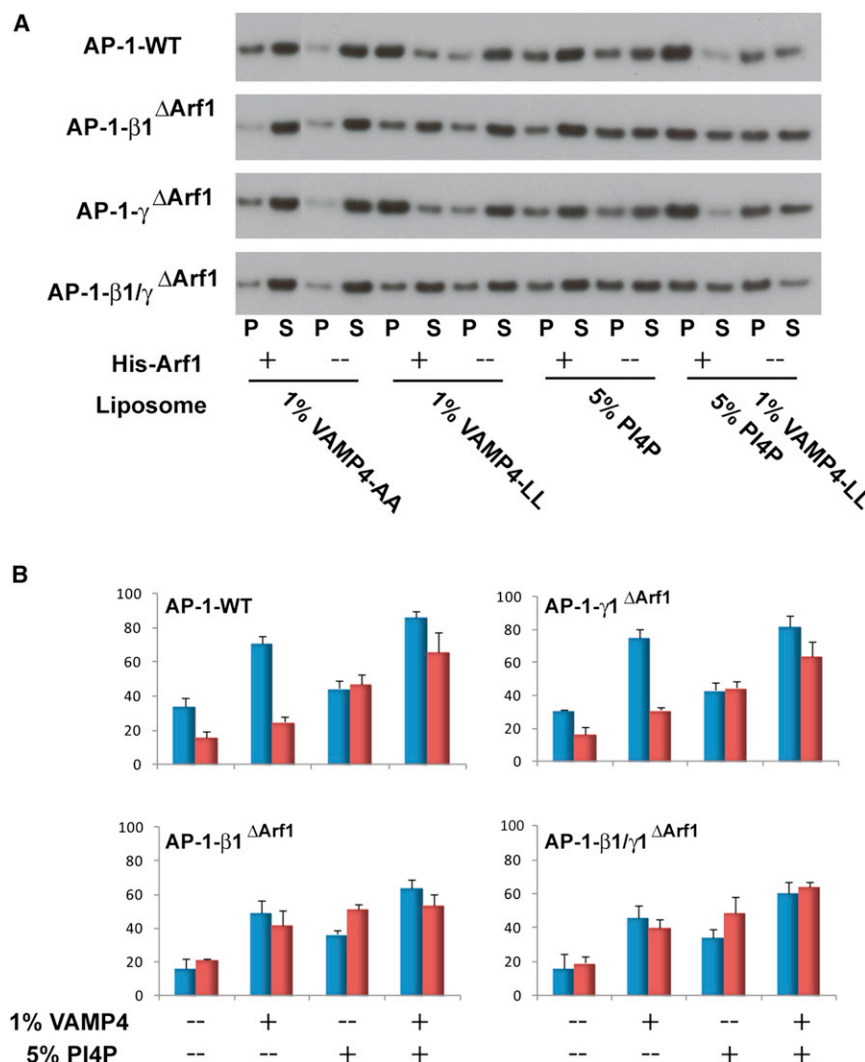 A
AP-1-WT
AP-1-β1 ΔArf1
AP-1-γ ΔArf1
AP-1-β1/γ ΔArf1
P S P S P S P S P S P S P S P S
His-Arf1 + -- + -- + -- + --
Liposome
1% VAMP4-AA
1% VAMP4-LL
5% PI4P
5% PI4P
1% VAMP4-LL
B
AP-1-WT
100
80
60
40
20
0
AP-1-γ1 ΔArf1
100
80
60
40
20
0
AP-1-β1 ΔArf1
100
80
60
40
20
0
AP-1-β1/γ1 ΔArf1
100
80
60
40
20
0
1% VAMP4 -- + -- + -- + -- +
5% PI4P -- -- + + -- -- + +